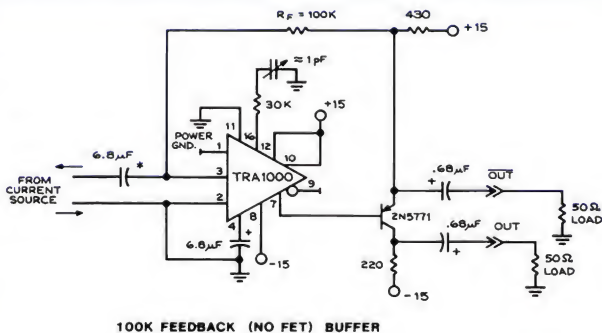 RF = 100K
430
+15
≈ 1pF
30K
+15
POWER GND.
11
16
12
1
10
6.8µF *
3
TRA1000
9
FROM CURRENT SOURCE
2
7
4
8
6.8µF
+
-15
+
.68µF
OUT
2N5771
50Ω LOAD
.68µF
OUT
+
220
50Ω LOAD
-15
100K FEEDBACK (NO FET) BUFFER